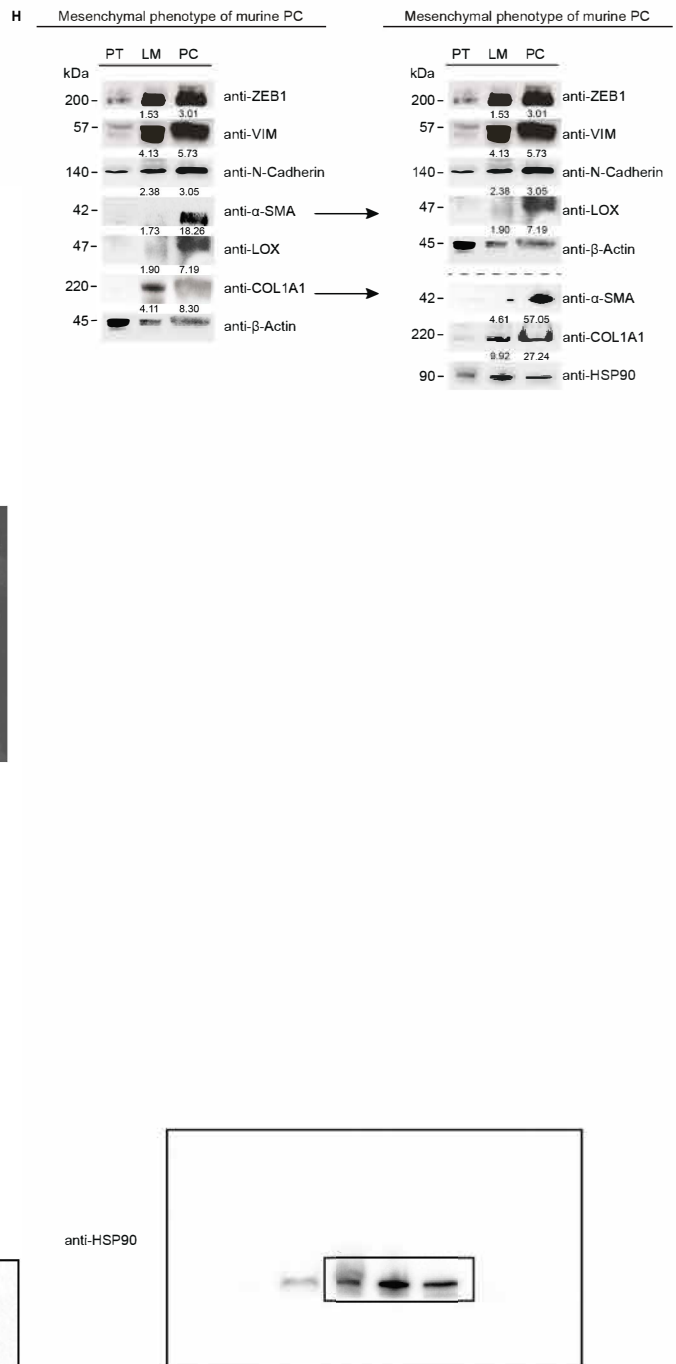 H
Mesenchymal phenotype of murine PC
PT LM PC
kDa
200 anti-ZEB1
1.53 3.01
57 anti-VIM
4.13 5.73
140 anti-N-Cadherin
2.38 3.05
42 anti-α-SMA
1.73 18.26
47 anti-LOX
1.90 7.19
220 anti-COL1A1
4.11 8.30
45 anti-β-Actin
Mesenchymal phenotype of murine PC
PT LM PC
kDa
200 anti-ZEB1
1.53 3.01
57 anti-VIM
4.13 5.73
140 anti-N-Cadherin
2.38 3.05
47 anti-LOX
1.90 7.19
45 anti-β-Actin
42 anti-α-SMA
4.61 57.05
220 anti-COL1A1
9.92 27.24
90 anti-HSP90
anti-HSP90